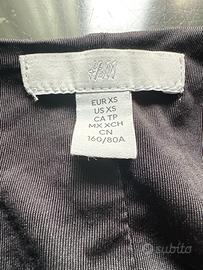 H&M
EUR XS
US XS
CA TP
MX XCH
CN
160/80A
subito